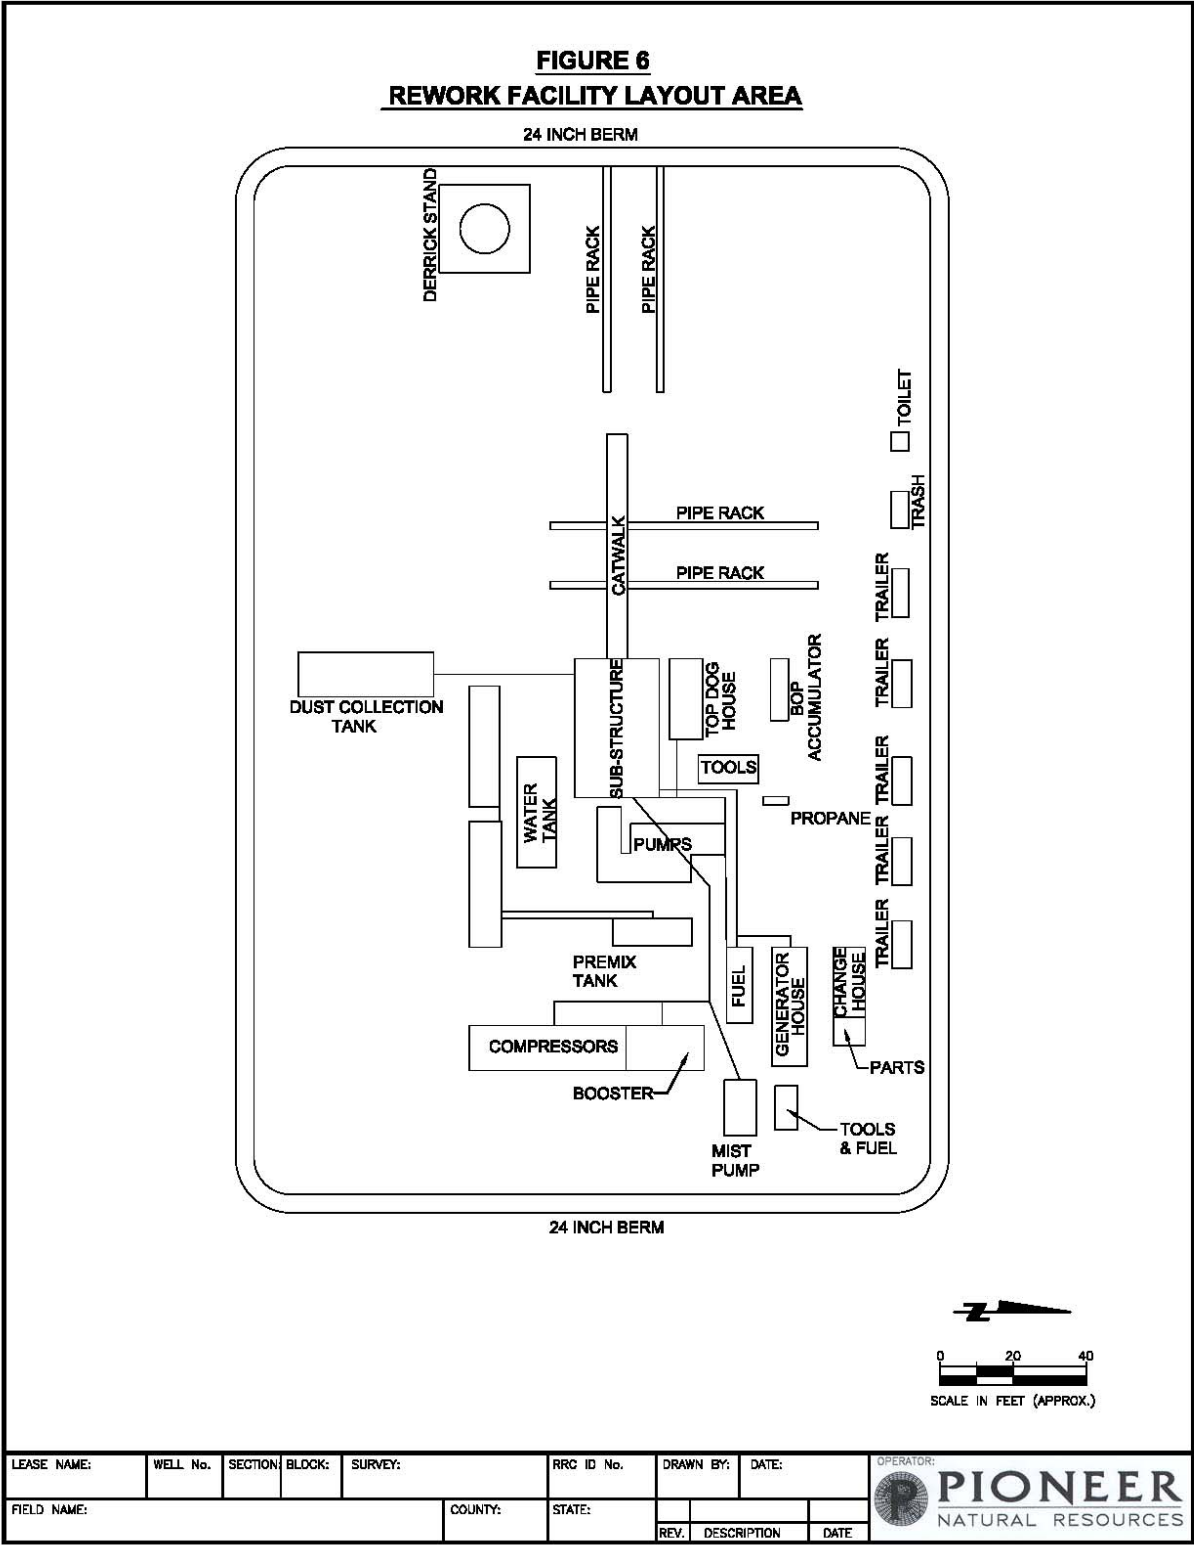 FIGURE 6
REWORK FACILITY LAYOUT AREA
24 INCH BERM
DERRICK STAND
PIPE RACK
PIPE RACK
TOILET
TRASH
PIPE RACK
CATWALK
PIPE RACK
TRAILER
TRAILER
SUB-STRUCTURE
TOP DOG
HOUSE
BOP
ACCUMULATOR
DUST COLLECTION
TANK
TOOLS
TRAILER
WATER
TANK
PROPANE
PUMPS
TRAILER
TRAILER
PREMIX
TANK
FUEL
GENERATOR
HOUSE
CHANGE
HOUSE
COMPRESSORS
PARTS
BOOSTER
TOOLS
& FUEL
MIST
PUMP
24 INCH BERM
Z
0 20 40
SCALE IN FEET (APPROX.)
LEASE NAME: WELL No. SECTION: BLOCK: SURVEY: RRC ID No. DRAWN BY: DATE:
FIELD NAME: COUNTY: STATE:
REV. DESCRIPTION DATE
OPERATOR:
P
PIONEER
NATURAL RESOURCES